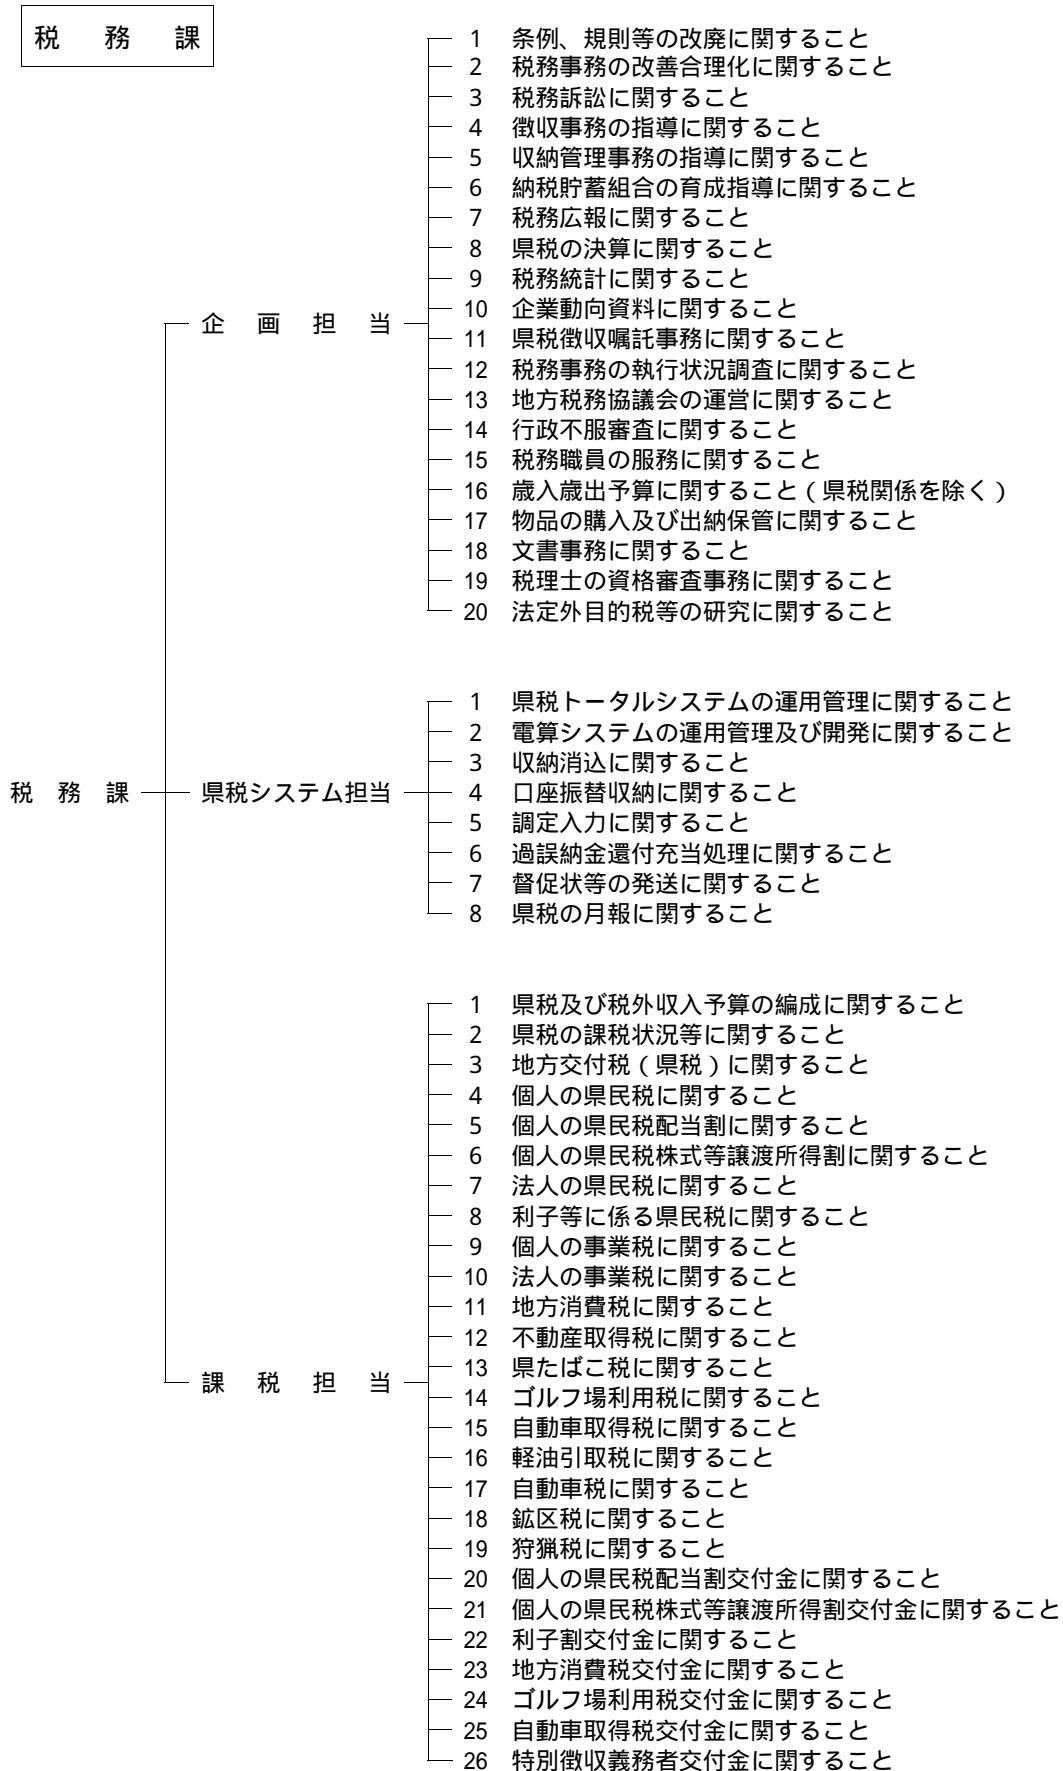 税務課
企画担当
1 条例、規則等の改廃に関すること
2 税務事務の改善合理化に関すること
3 税務訴訟に関すること
4 徴収事務の指導に関すること
5 収納管理事務の指導に関すること
6 納税貯蓄組合の育成指導に関すること
7 税務広報に関すること
8 県税の決算に関すること
9 税務統計に関すること
10 企業動向資料に関すること
11 県税徴収嘱託事務に関すること
12 税務事務の執行状況調査に関すること
13 地方税務協議会の運営に関すること
14 行政不服審査に関すること
15 税務職員の服務に関すること
16 歳入歳出予算に関すること（県税関係を除く）
17 物品の購入及び出納保管に関すること
18 文書事務に関すること
19 税理士の資格審査事務に関すること
20 法定外目的税等の研究に関すること
税務課
県税システム担当
1 県税トータルシステムの運用管理に関すること
2 電算システムの運用管理及び開発に関すること
3 収納消込に関すること
4 口座振替収納に関すること
5 調定入力に関すること
6 過誤納金還付充当処理に関すること
7 督促状等の発送に関すること
8 県税の月報に関すること
課税担当
1 県税及び税外収入予算の編成に関すること
2 県税の課税状況等に関すること
3 地方交付税（県税）に関すること
4 個人の県民税に関すること
5 個人の県民税配当割に関すること
6 個人の県民税株式等譲渡所得割に関すること
7 法人の県民税に関すること
8 利子等に係る県民税に関すること
9 個人の事業税に関すること
10 法人の事業税に関すること
11 地方消費税に関すること
12 不動産取得税に関すること
13 県たばこ税に関すること
14 ゴルフ場利用税に関すること
15 自動車取得税に関すること
16 軽油引取税に関すること
17 自動車税に関すること
18 鉱区税に関すること
19 狩猟税に関すること
20 個人の県民税配当割交付金に関すること
21 個人の県民税株式等譲渡所得割交付金に関すること
22 利子割交付金に関すること
23 地方消費税交付金に関すること
24 ゴルフ場利用税交付金に関すること
25 自動車取得税交付金に関すること
26 特別徴収義務者交付金に関すること